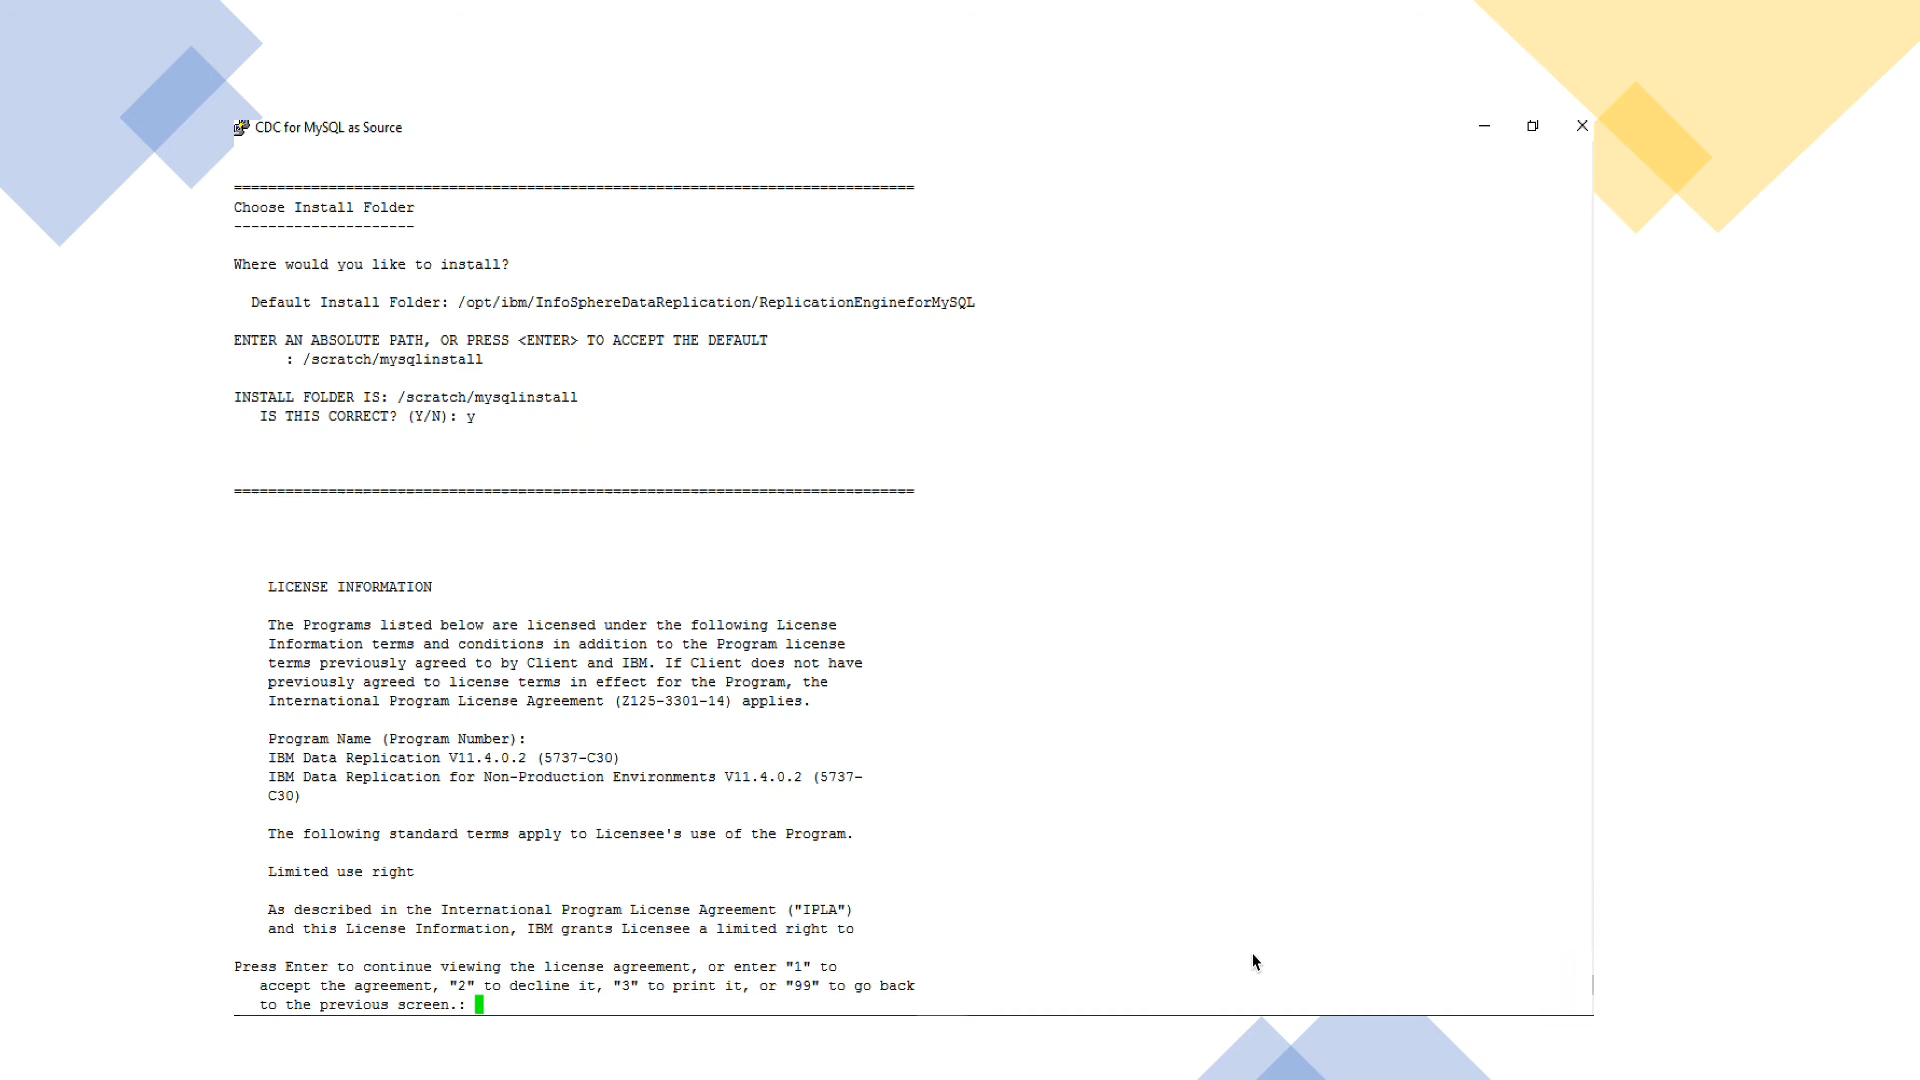 CDC for MySQL as Source
===============================================================================
Choose Install Folder
---------------------
Where would you like to install?
Default Install Folder: /opt/ibm/InfoSphereDataReplication/ReplicationEngineforMySQL
ENTER AN ABSOLUTE PATH, OR PRESS <ENTER> TO ACCEPT THE DEFAULT
: /scratch/mysqlinstall
INSTALL FOLDER IS: /scratch/mysqlinstall
IS THIS CORRECT? (Y/N): y
===============================================================================
LICENSE INFORMATION
The Programs listed below are licensed under the following License
Information terms and conditions in addition to the Program license
terms previously agreed to by Client and IBM. If Client does not have
previously agreed to license terms in effect for the Program, the
International Program License Agreement (Z125-3301-14) applies.
Program Name (Program Number):
IBM Data Replication V11.4.0.2 (5737-C30)
IBM Data Replication for Non-Production Environments V11.4.0.2 (5737-
C30)
The following standard terms apply to Licensee's use of the Program.
Limited use right
As described in the International Program License Agreement ("IPLA")
and this License Information, IBM grants Licensee a limited right to
Press Enter to continue viewing the license agreement, or enter "1" to
accept the agreement, "2" to decline it, "3" to print it, or "99" to go back
to the previous screen.: